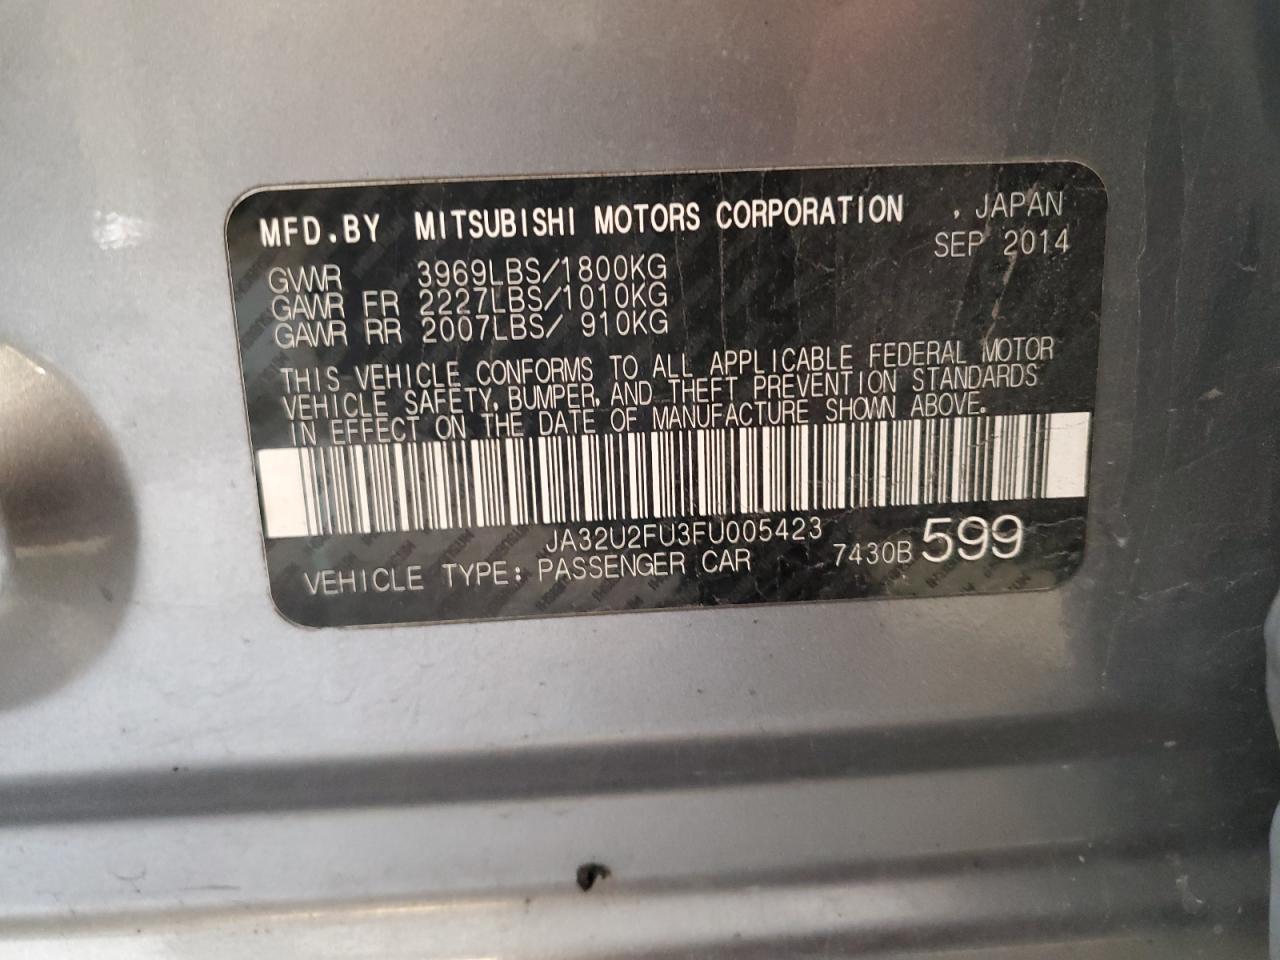 MFD.BY MITSUBISHI MOTORS CORPORATION , JAPAN
SEP 2014
GVWR 3969LBS/1800KG
GAWR FR 2227LBS/1010KG
GAWR RR 2007LBS/ 910KG
THIS VEHICLE CONFORMS TO ALL APPLICABLE FEDERAL MOTOR
VEHICLE SAFETY, BUMPER, AND THEFT PREVENTION STANDARDS
IN EFFECT ON THE DATE OF MANUFACTURE SHOWN ABOVE.
JA32U2FU3FU005423
VEHICLE TYPE: PASSENGER CAR 7430B599